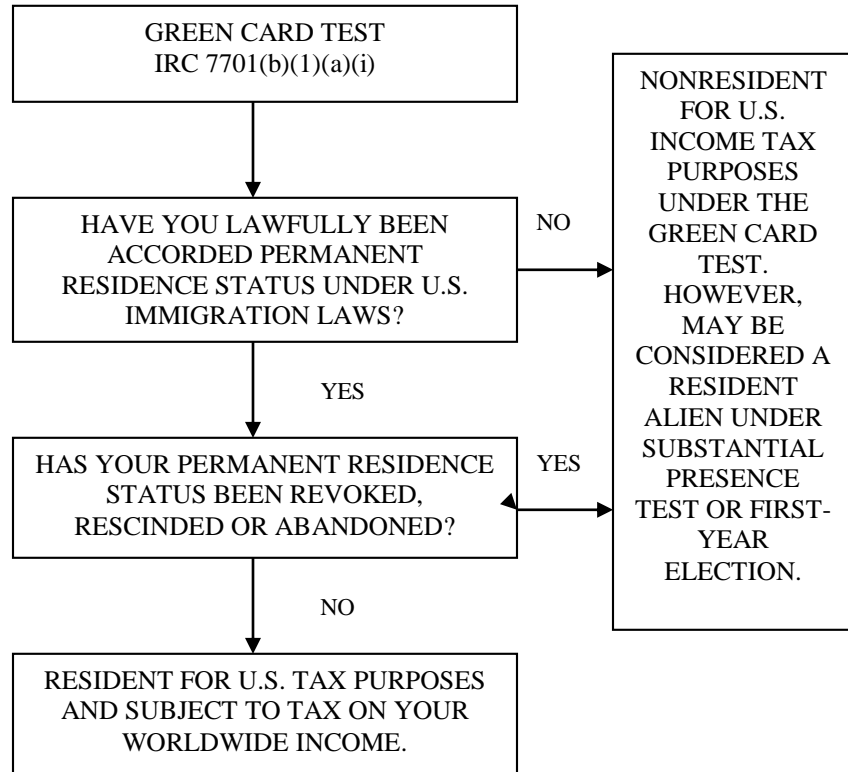 GREEN CARD TEST
IRC 7701(b)(1)(a)(i)
HAVE YOU LAWFULLY BEEN
ACCORDED PERMANENT
RESIDENCE STATUS UNDER U.S.
IMMIGRATION LAWS?
NO
YES
HAS YOUR PERMANENT RESIDENCE
STATUS BEEN REVOKED,
RESCINDED OR ABANDONED?
YES
NO
RESIDENT FOR U.S. TAX PURPOSES
AND SUBJECT TO TAX ON YOUR
WORLDWIDE INCOME.
NONRESIDENT
FOR U.S.
INCOME TAX
PURPOSES
UNDER THE
GREEN CARD
TEST.
HOWEVER,
MAY BE
CONSIDERED A
RESIDENT
ALIEN UNDER
SUBSTANTIAL
PRESENCE
TEST OR FIRST-
YEAR
ELECTION.